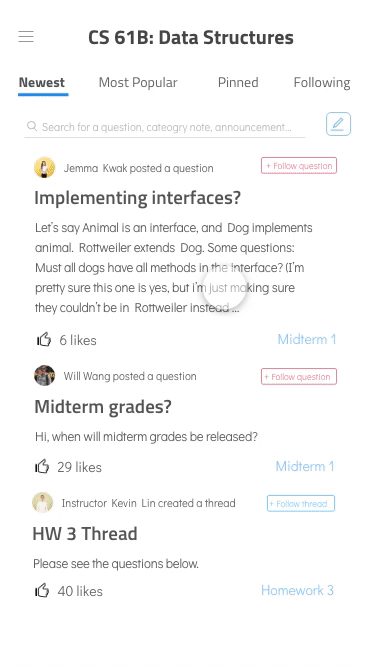 CS 61B: Data Structures
Newest Most Popular Pinned Following
Search for a question, cateogry note, announcement...
Jemma Kwak posted a question
+ Follow question
Implementing interfaces?
Let's say Animal is an interface, and Dog implements
animal. Rottweiler extends Dog. Some questions:
Must all dogs have all methods in the Interface? (I'm
pretty sure this one is yes, but i'm just making sure
they couldn't be in Rottweiler instead ...
6 likes
Midterm 1
Will Wang posted a question
+ Follow question
Midterm grades?
Hi, when will midterm grades be released?
29 likes
Midterm 1
Instructor Kevin Lin created a thread
+ Follow thread
HW 3 Thread
Please see the questions below.
40 likes
Homework 3